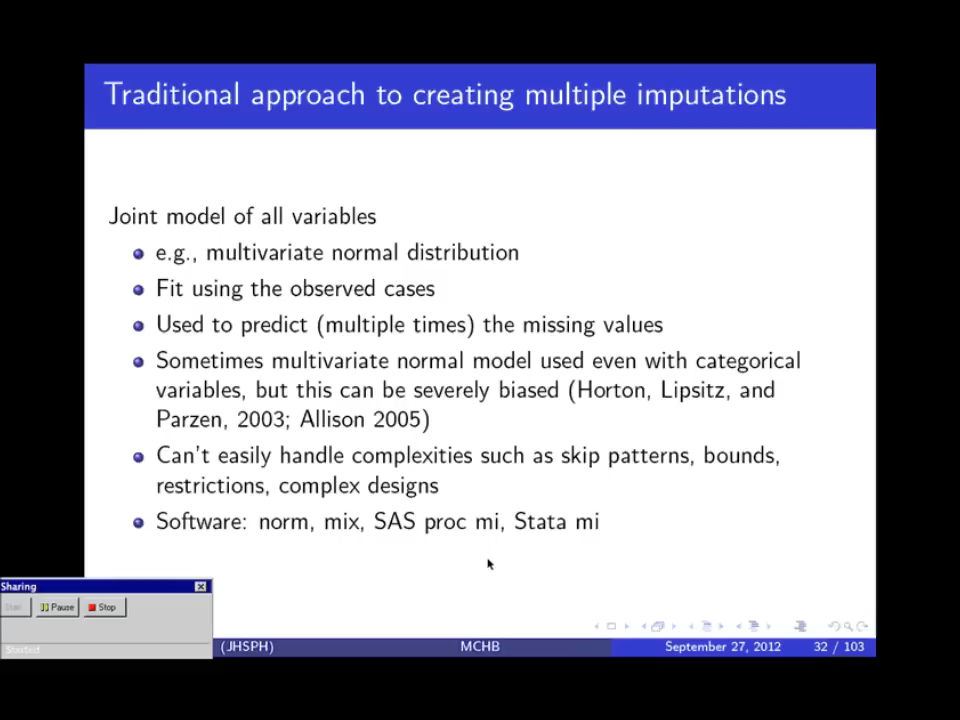 Traditional approach to creating multiple imputations
Joint model of all variables
e.g., multivariate normal distribution
Fit using the observed cases
Used to predict (multiple times) the missing values
Sometimes multivariate normal model used even with categorical
variables, but this can be severely biased (Horton, Lipsitz, and
Parzen, 2003; Allison 2005)
Can't easily handle complexities such as skip patterns, bounds,
restrictions, complex designs
Software: norm, mix, SAS proc mi, Stata mi
Sharing
Start Pause Stop
Started
(JHSPH) MCHB September 27, 2012 32 / 103